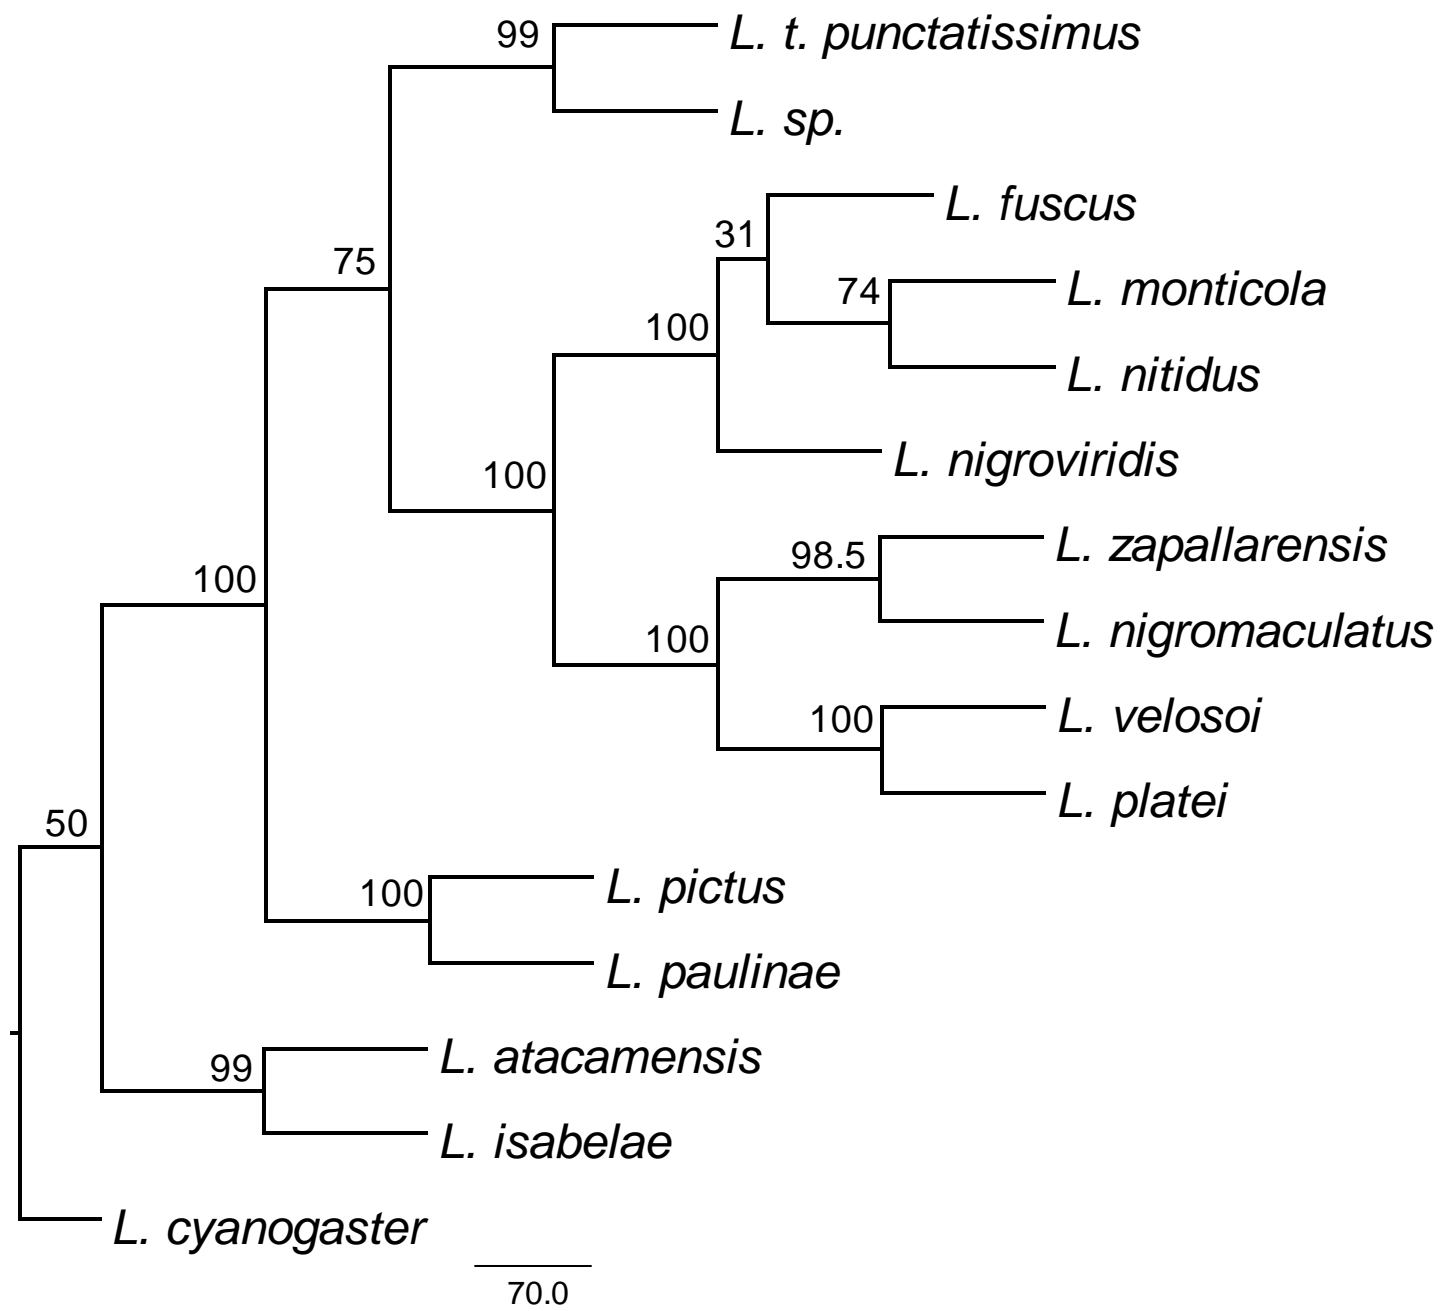 99
L. t. punctatissimus
L. sp.
L. fuscus
31
75
74
L. monticola
100
L. nitidus
L. nigroviridis
100
98.5
L. zapallarensis
100
L. nigromaculatus
100
L. velosoi
100
L. platei
50
100
L. pictus
L. paulinae
99
L. atacamensis
L. isabelae
L. cyanogaster
70.0